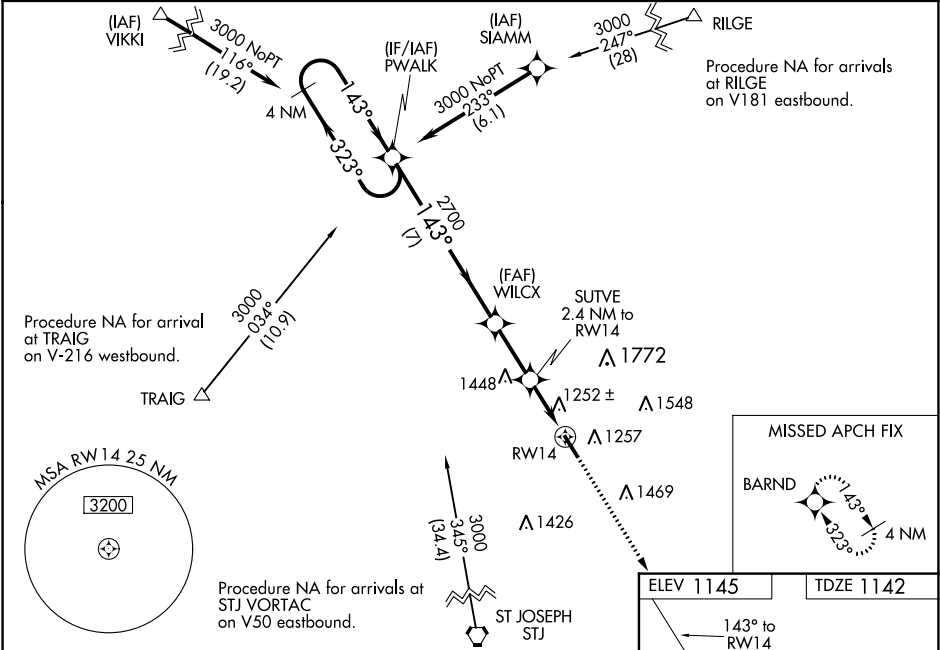 (IAF)
VIKKI
3000 NoPT
116°
(19.2)
4 NM
143°
323°
(IF/IAF)
PWALK
(IAF)
SIAMM
3000 NoPT
233°
(6.1)
3000
247°
(28)
RILGE
Procedure NA for arrivals
at RILGE
on V181 eastbound.
2700
143°
(7)
(FAF)
WILCX
SUTVE
2.4 NM to
RW14
1772
1448
1252 ±
1548
RW14
1257
1469
1426
3000
034°
(10.9)
Procedure NA for arrival
at TRAIG
on V-216 westbound.
TRAIG
MSA RW14 25 NM
3200
3000
345°
(34.4)
Procedure NA for arrivals at
STJ VORTAC
on V50 eastbound.
ST JOSEPH
STJ
MISSED APCH FIX
BARND
143°
323°
4 NM
ELEV 1145
TDZE 1142
143° to
RW14